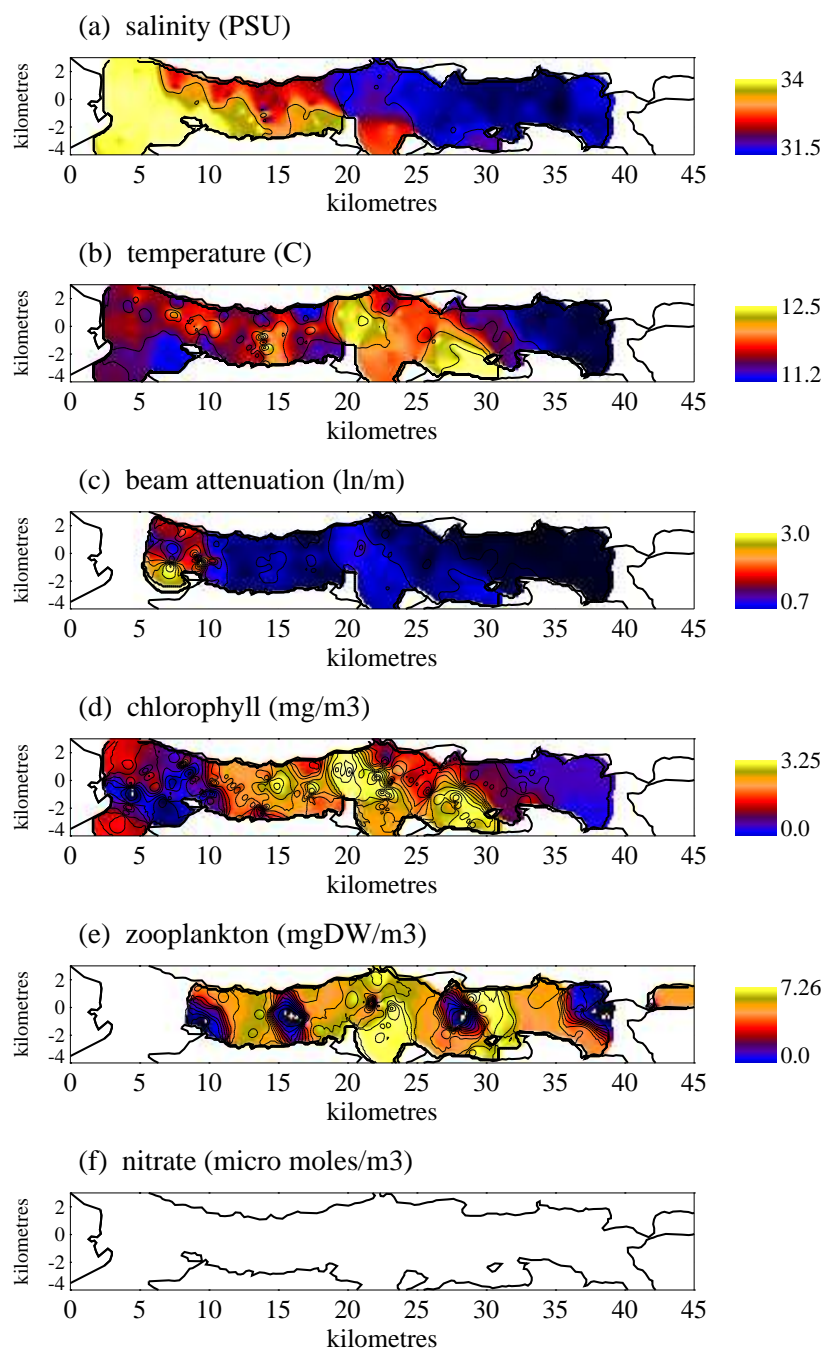 (a) salinity (PSU)
kilometres
2
0
-2
-4
0 5 10 15 20 25 30 35 40 45
kilometres
34
31.5
(b) temperature (C)
kilometres
2
0
-2
-4
0 5 10 15 20 25 30 35 40 45
kilometres
12.5
11.2
(c) beam attenuation (ln/m)
kilometres
2
0
-2
-4
0 5 10 15 20 25 30 35 40 45
kilometres
3.0
0.7
(d) chlorophyll (mg/m3)
kilometres
2
0
-2
-4
0 5 10 15 20 25 30 35 40 45
kilometres
3.25
0.0
(e) zooplankton (mgDW/m3)
kilometres
2
0
-2
-4
0 5 10 15 20 25 30 35 40 45
kilometres
7.26
0.0
(f) nitrate (micro moles/m3)
kilometres
2
0
-2
-4
0 5 10 15 20 25 30 35 40 45
kilometres